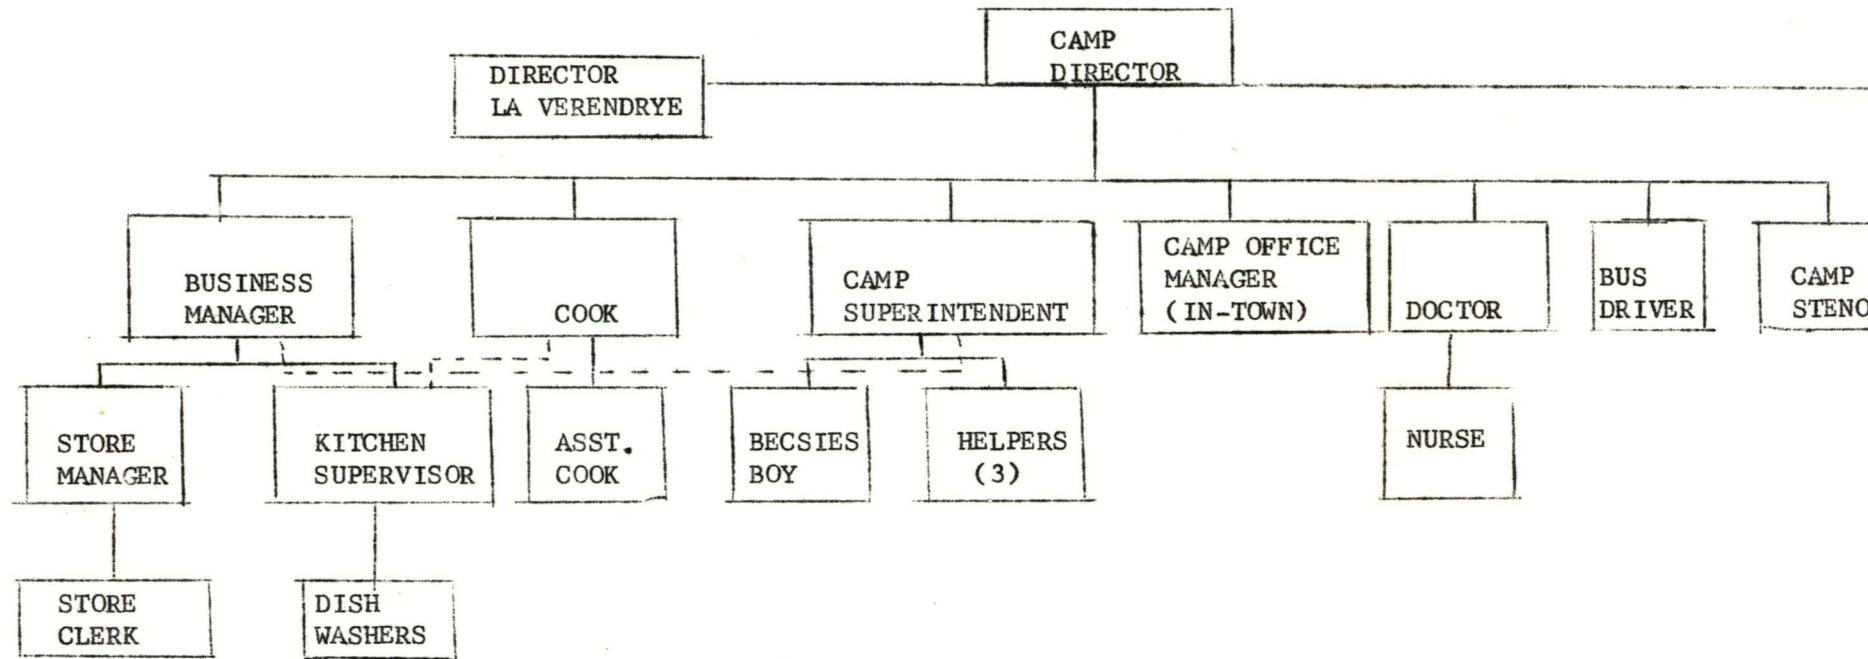 CAMP
DIRECTOR
DIRECTOR
LA VERENDRYE
BUSINESS
MANAGER
COOK
CAMP
SUPERINTENDENT
CAMP OFFICE
MANAGER
(IN-TOWN)
DOCTOR
BUS
DRIVER
CAMP
STENO
STORE
MANAGER
KITCHEN
SUPERVISOR
ASST.
COOK
BECSIES
BOY
HELPERS
(3)
NURSE
STORE
CLERK
DISH
WASHERS